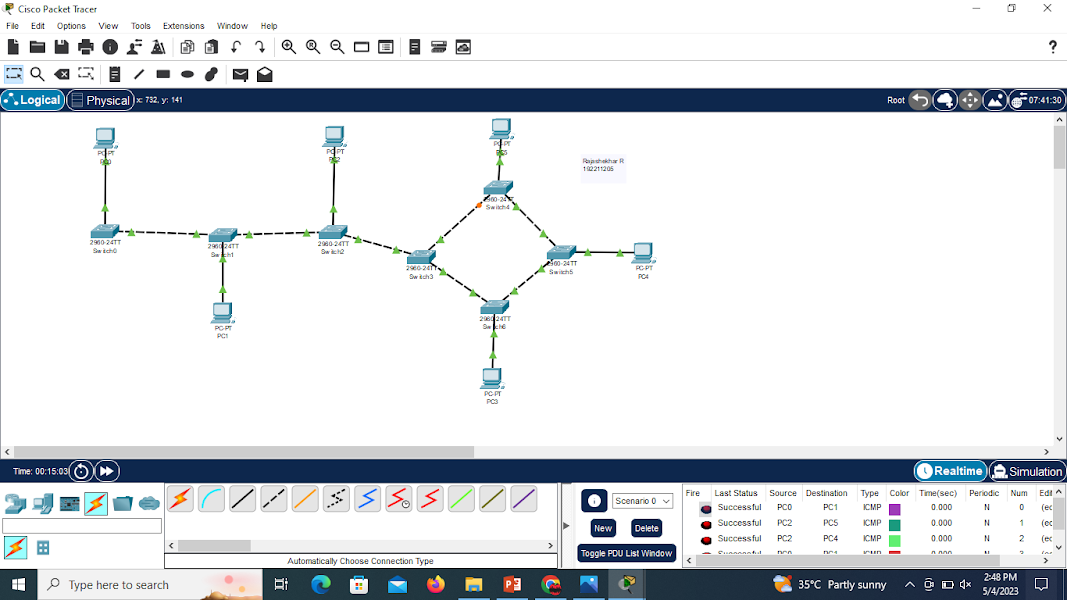 Cisco Packet Tracer
File Edit Options View Tools Extensions Window Help
?
Logical Physical x: 732, y: 141 Root 07:41:30
PC-PT
PC0
PC-PT
PC2
PC-PT
PC5
Rajashekhar R
192211205
2960-24TT
Switch4
2960-24TT
Switch0
2960-24TT
Switch1
2960-24TT
Switch2
2960-24TT
Switch3
2960-24TT
Switch5
PC-PT
PC4
2960-24TT
Switch6
PC-PT
PC1
PC-PT
PC3
Time: 00:15:03 Realtime Simulation
Scenario 0
New Delete
Toggle PDU List Window
Automatically Choose Connection Type
Fire Last Status Source Destination Type Color Time(sec) Periodic Num Edit
Successful PC0 PC1 ICMP 0.000 N 0 (ec
Successful PC2 PC5 ICMP 0.000 N 1 (ec
Successful PC2 PC4 ICMP 0.000 N 2 (ec
Successful PC0 PC1 ICMP 0.000 N 3 (ec
Type here to search
35°C Partly sunny
2:48 PM
5/4/2023